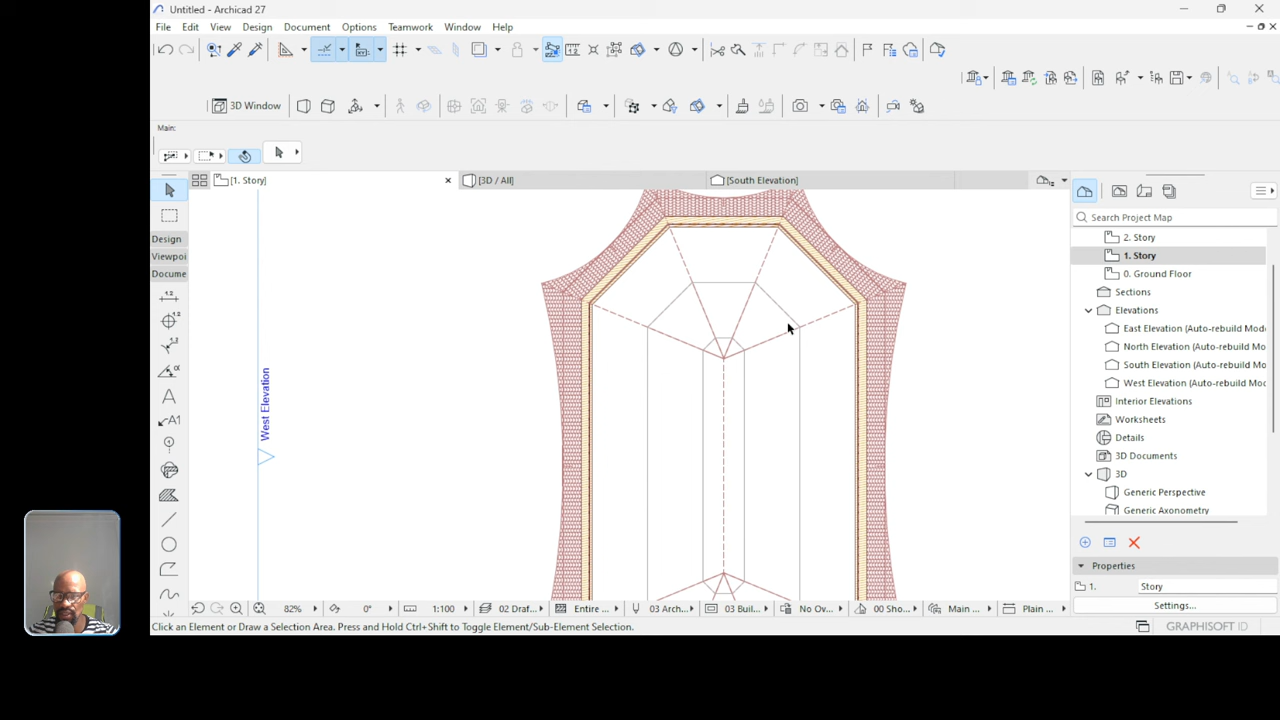 Untitled - Archicad 27
File Edit View Design Document Options Teamwork Window Help
3D Window
Main:
[1. Story]
[3D / All]
[South Elevation]
Design
Viewpoi
Docume
1.2
A
A1
West Elevation
Search Project Map
2. Story
1. Story
0. Ground Floor
Sections
Elevations
East Elevation (Auto-rebuild Mod
North Elevation (Auto-rebuild Mo
South Elevation (Auto-rebuild Mo
West Elevation (Auto-rebuild Moc
Interior Elevations
Worksheets
Details
3D Documents
3D
Generic Perspective
Generic Axonometry
Properties
1. Story
Settings...
82% 0° 1:100 02 Draf... Entire ... 03 Arch... 03 Buil... No Ov... 00 Sho... Main ... Plain ...
Click an Element or Draw a Selection Area. Press and Hold Ctrl+Shift to Toggle Element/Sub-Element Selection.
GRAPHISOFT ID